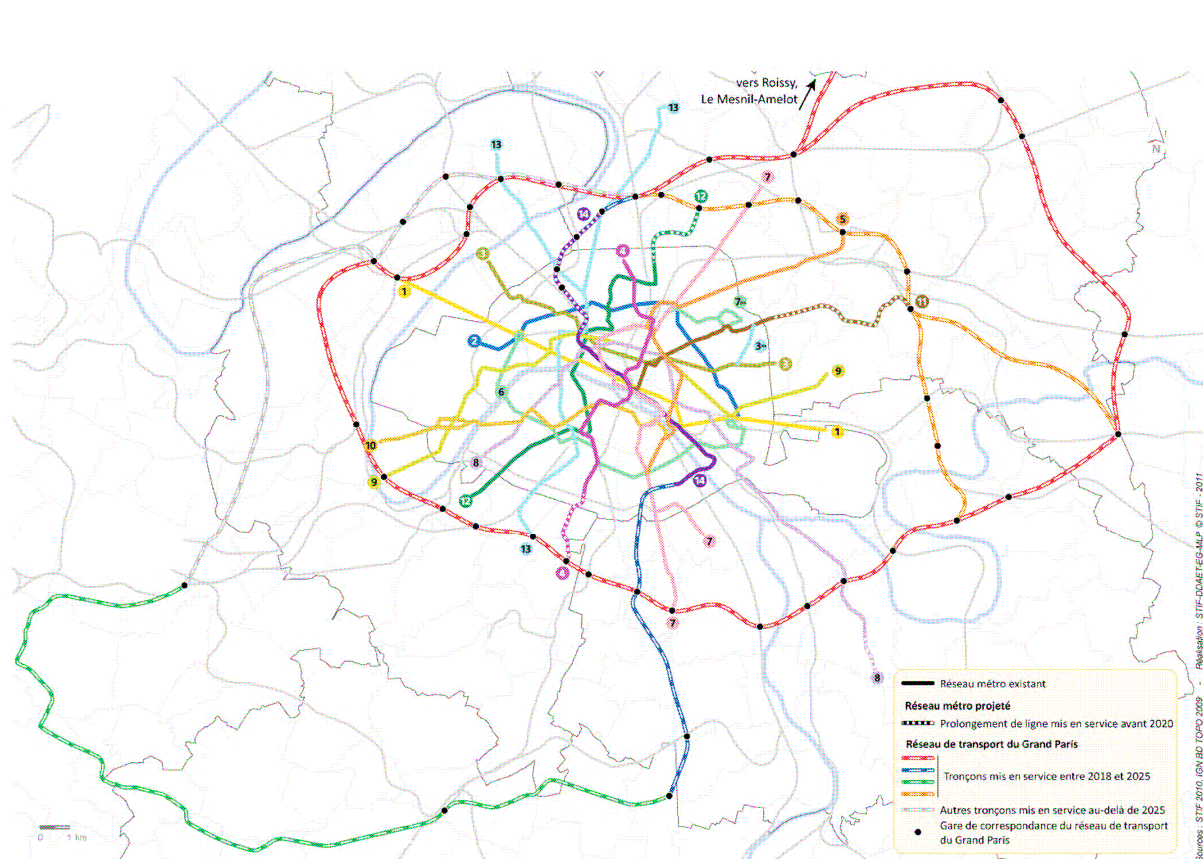 vers Roissy,
Le Mesnil-Amelot
13
13
7
N
12
14
5
4
3
1
11
7bis
2
3bis
3
9
6
1
10
8
9
12
14
13
7
4
7
8
Réseau métro existant
Réseau métro projeté
Prolongement de ligne mis en service avant 2020
Réseau de transport du Grand Paris
Tronçons mis en service entre 2018 et 2025
Autres tronçons mis en service au-delà de 2025
Gare de correspondance du réseau de transport
du Grand Paris
0 1 km
Sources : STIF 2010, IGN BD TOPO 2009 - Réalisation : STIF-DDAET-EG-MLP © STIF - 2011